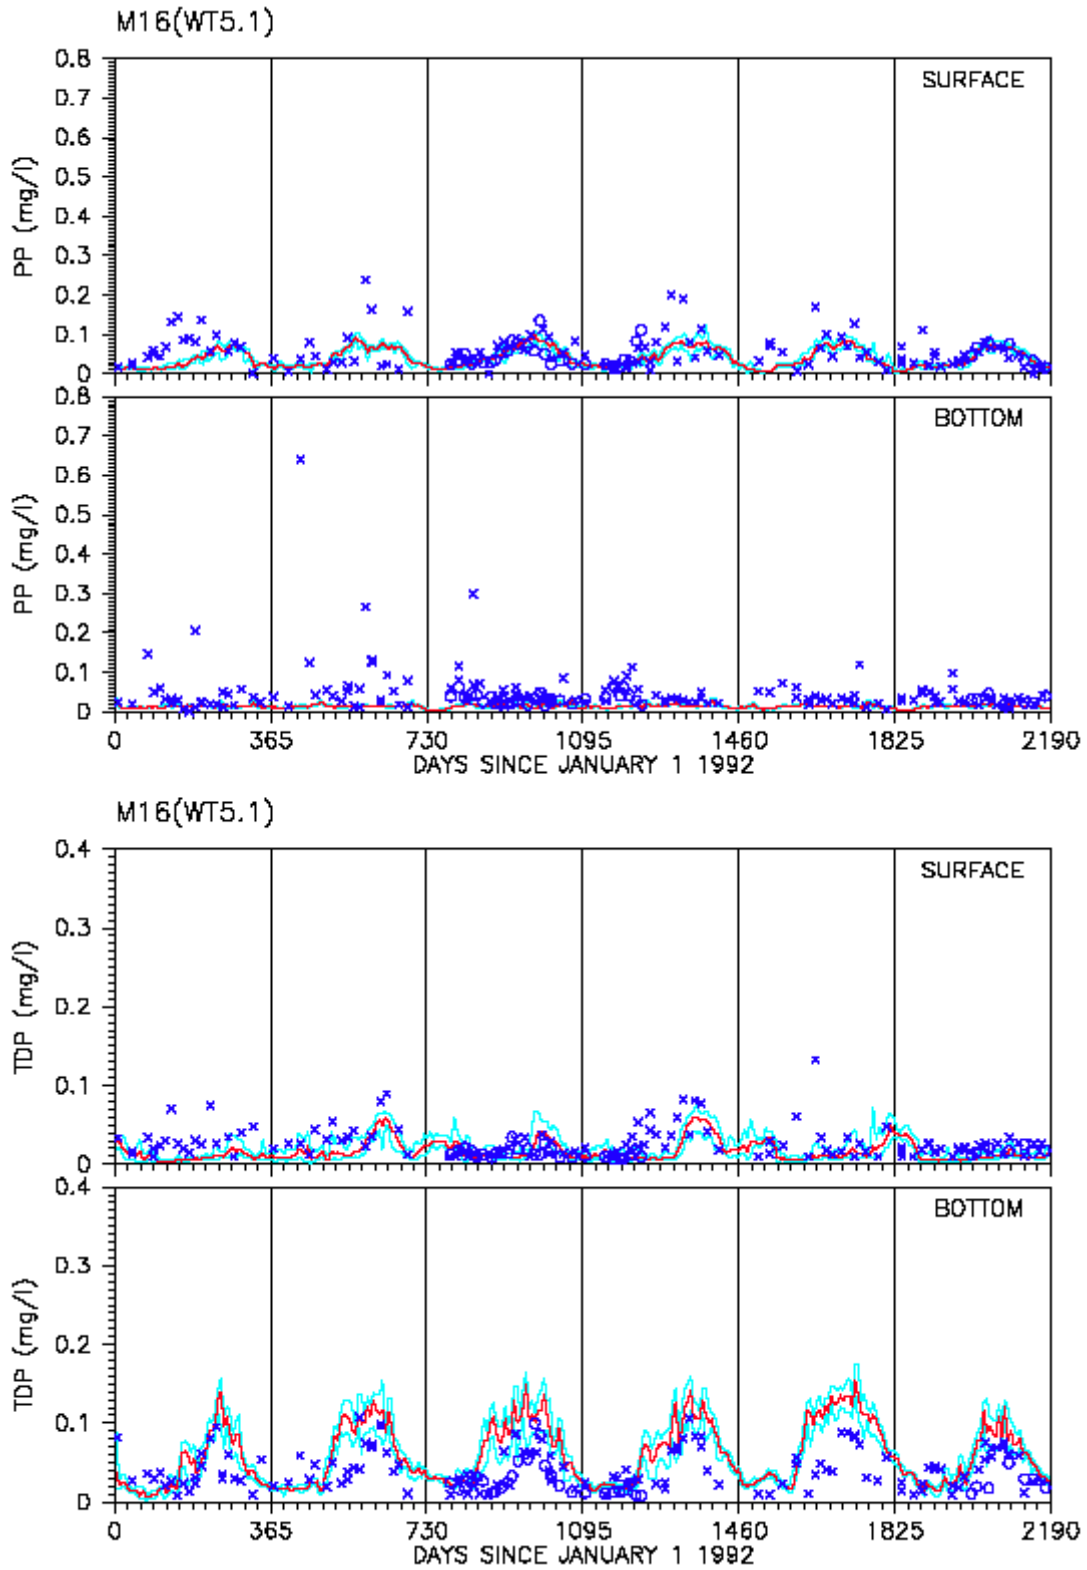 M16(WT5.1)
SURFACE
PP (mg/l)
0.8
0.7
0.6
0.5
0.4
0.3
0.2
0.1
0
BOTTOM
PP (mg/l)
0.8
0.7
0.6
0.5
0.4
0.3
0.2
0.1
0
0 365 730 1095 1460 1825 2190
DAYS SINCE JANUARY 1 1992
M16(WT5.1)
SURFACE
TDP (mg/l)
0.4
0.3
0.2
0.1
0
BOTTOM
TDP (mg/l)
0.4
0.3
0.2
0.1
0
0 365 730 1095 1460 1825 2190
DAYS SINCE JANUARY 1 1992